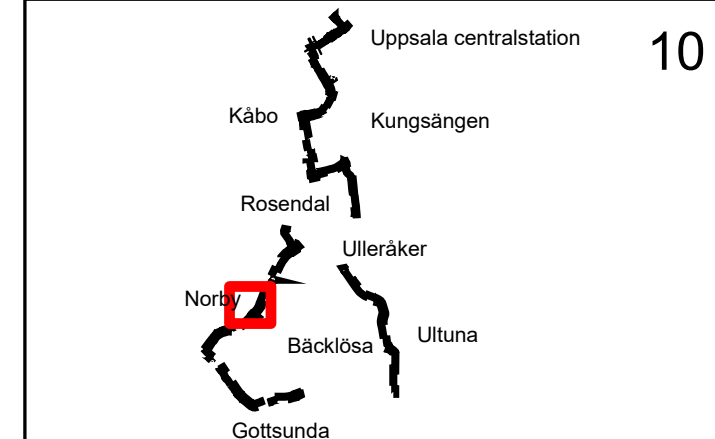 Uppsala centralstation
10
Kåbo
Kungsängen
Rosendal
Ulleråker
Norby
Ultuna
Bäcklösa
Gottsunda